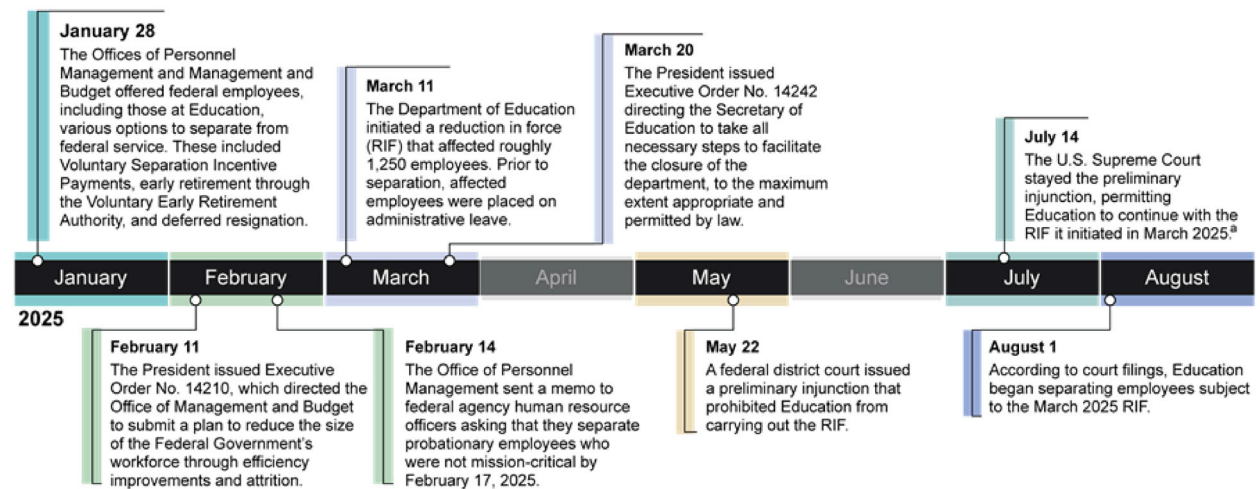 January 28
The Offices of Personnel
Management and Management and
Budget offered federal employees,
including those at Education,
various options to separate from
federal service. These included
Voluntary Separation Incentive
Payments, early retirement through
the Voluntary Early Retirement
Authority, and deferred resignation.
March 11
The Department of Education
initiated a reduction in force
(RIF) that affected roughly
1,250 employees. Prior to
separation, affected
employees were placed on
administrative leave.
March 20
The President issued
Executive Order No. 14242
directing the Secretary of
Education to take all
necessary steps to facilitate
the closure of the
department, to the maximum
extent appropriate and
permitted by law.
July 14
The U.S. Supreme Court
stayed the preliminary
injunction, permitting
Education to continue with the
RIF it initiated in March 2025.ª
January February March April May June July August
2025
February 11
The President issued Executive
Order No. 14210, which directed the
Office of Management and Budget
to submit a plan to reduce the size
of the Federal Government's
workforce through efficiency
improvements and attrition.
February 14
The Office of Personnel
Management sent a memo to
federal agency human resource
officers asking that they separate
probationary employees who
were not mission-critical by
February 17, 2025.
May 22
A federal district court issued
a preliminary injunction that
prohibited Education from
carrying out the RIF.
August 1
According to court filings, Education
began separating employees subject
to the March 2025 RIF.